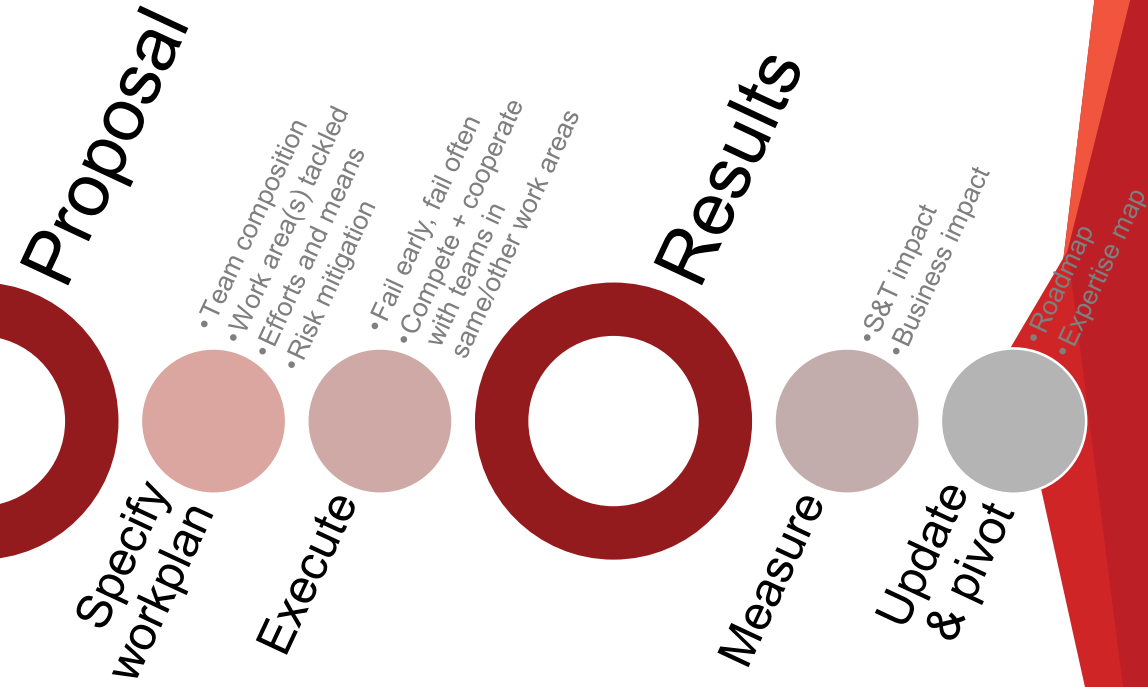 Proposal
•Team composition
•Work area(s) tackled
•Efforts and means
•Risk mitigation
Specify
workplan
•Fail early, fail often
•Compete + cooperate
with teams in
same/other work areas
Execute
Results
•S&T impact
•Business impact
Measure
•Roadmap
•Expertise map
Update
& pivot